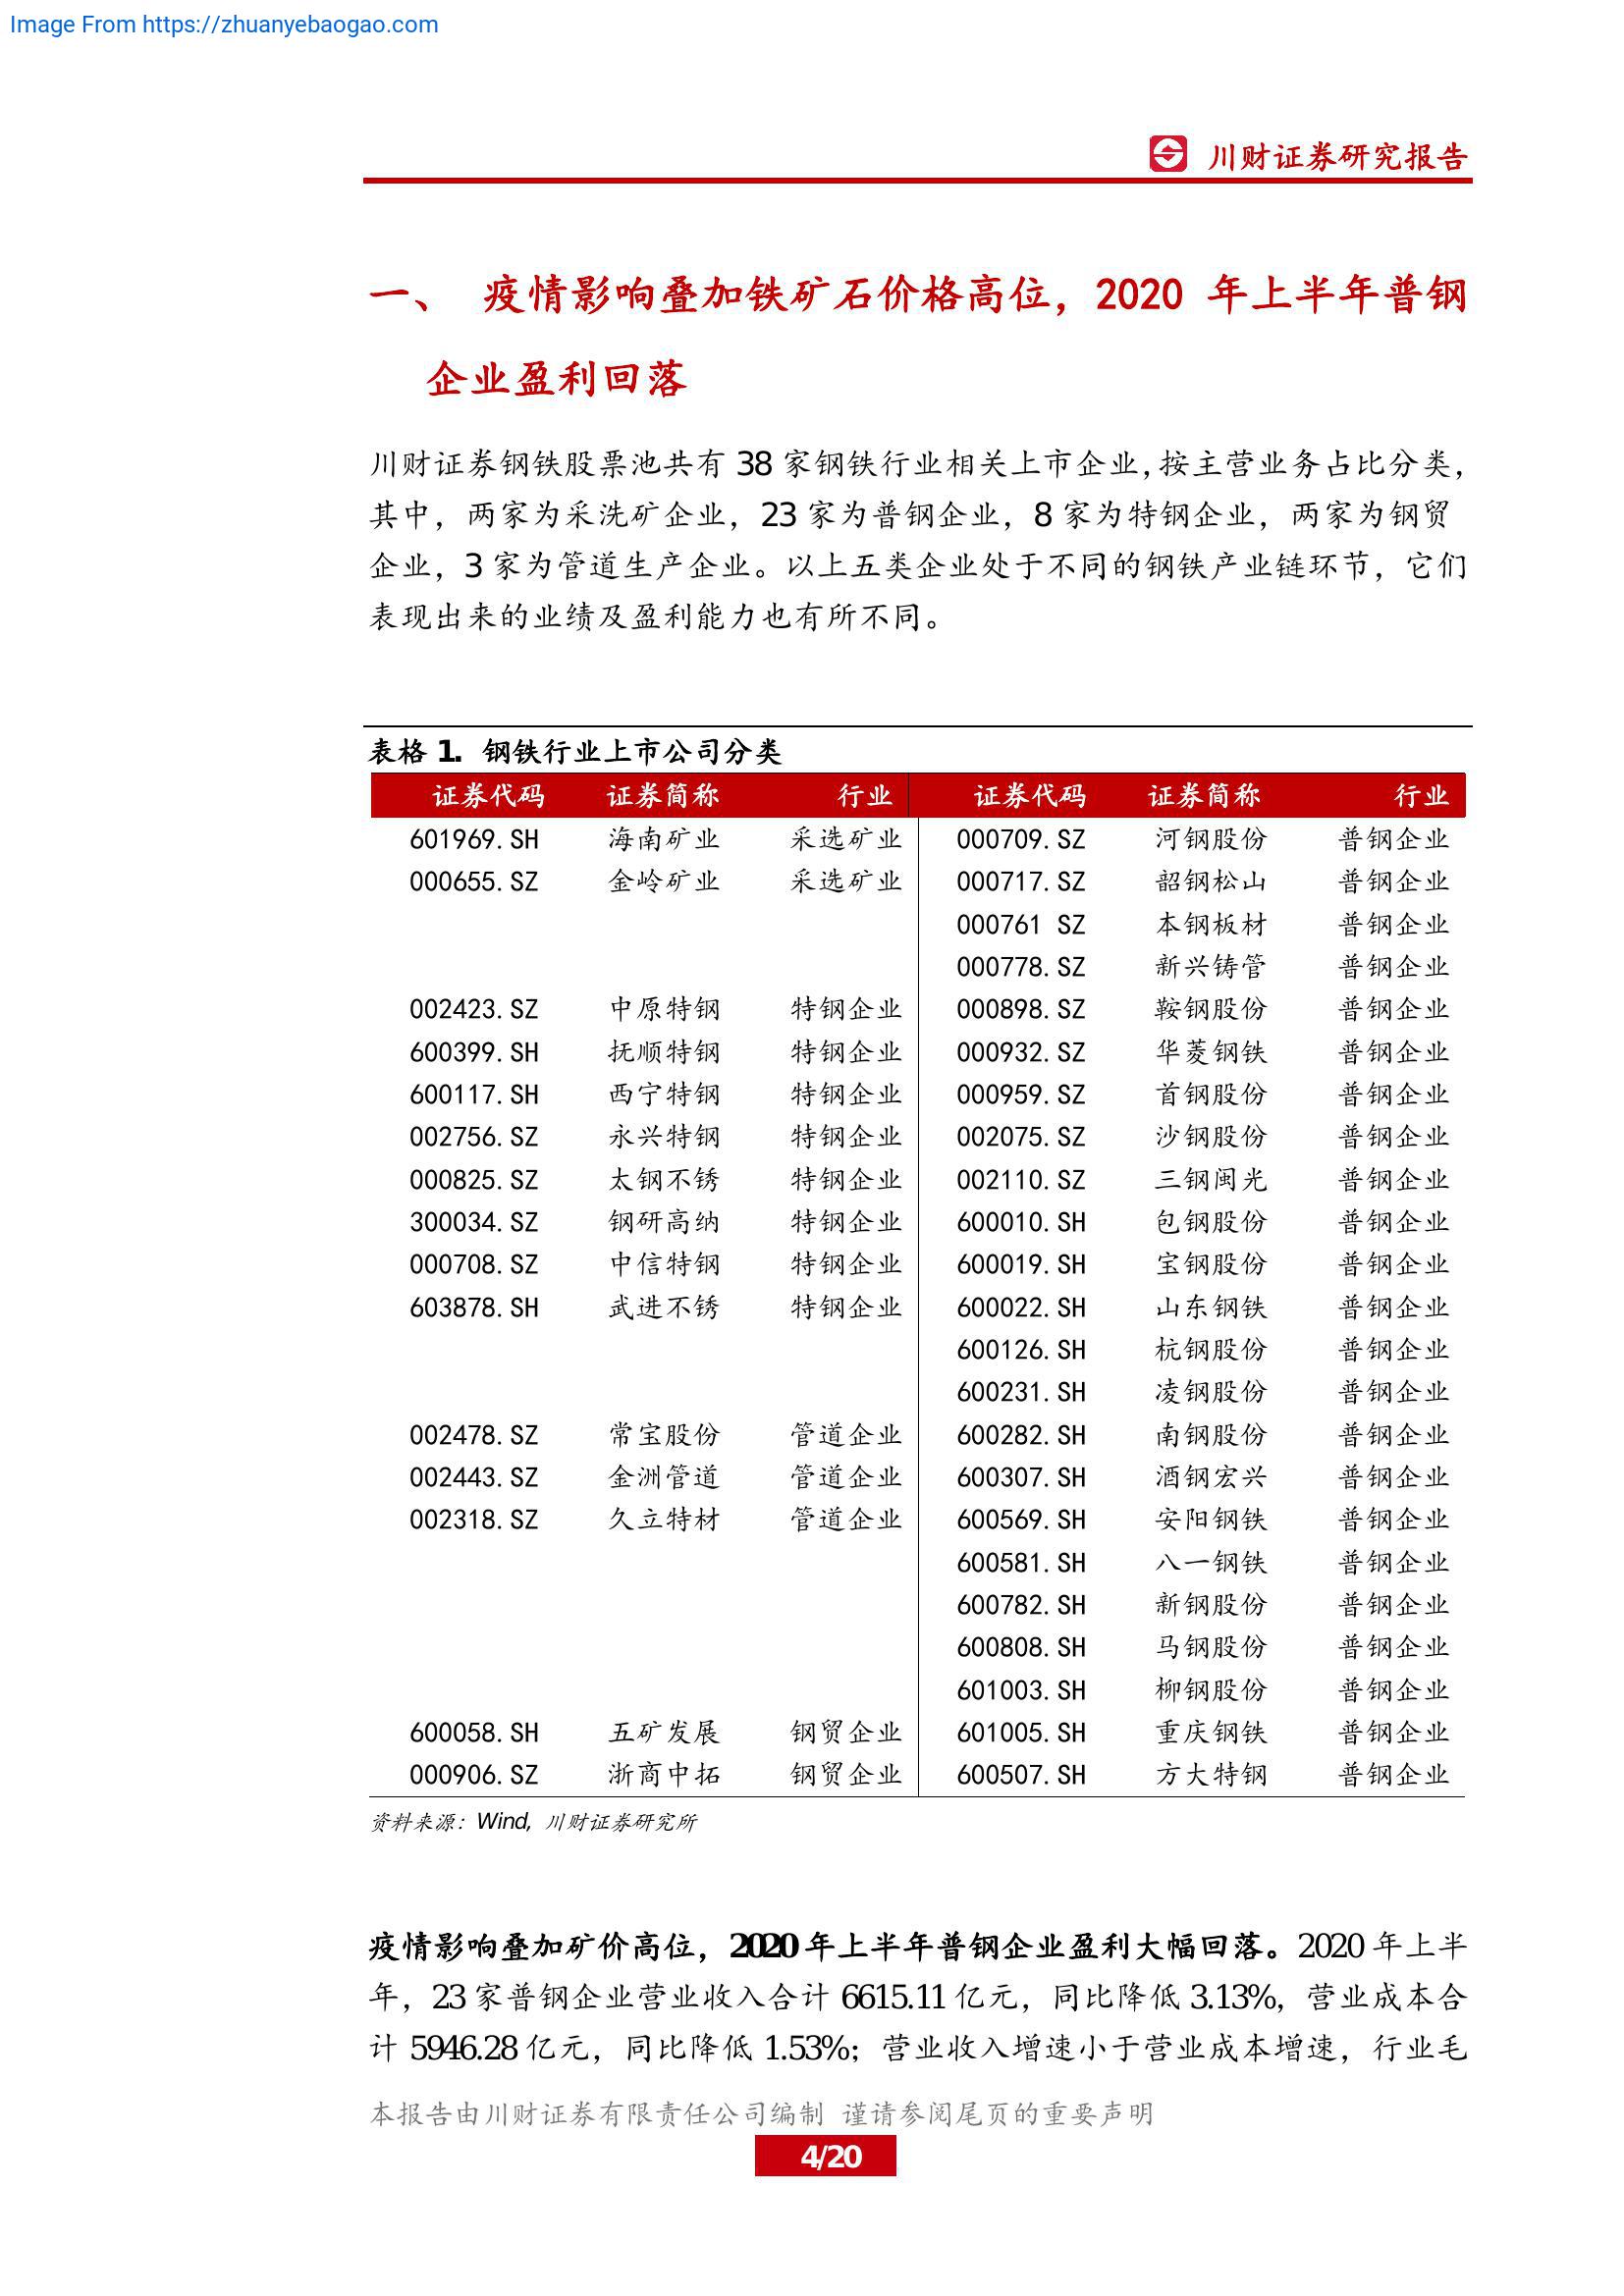 Image From https://zhuanyebaogao.com
川财证券研究报告
一、 疫情影响叠加铁矿石价格高位，2020 年上半年普钢
企业盈利回落
川财证券钢铁股票池共有 38 家钢铁行业相关上市企业，按主营业务占比分类，
其中，两家为采洗矿企业，23 家为普钢企业，8 家为特钢企业，两家为钢贸
企业，3 家为管道生产企业。以上五类企业处于不同的钢铁产业链环节，它们
表现出来的业绩及盈利能力也有所不同。
表格 1. 钢铁行业上市公司分类
证券代码 证券简称 行业 证券代码 证券简称 行业
601969.SH 海南矿业 采选矿业 000709.SZ 河钢股份 普钢企业
000655.SZ 金岭矿业 采选矿业 000717.SZ 韶钢松山 普钢企业
000761 SZ 本钢板材 普钢企业
000778.SZ 新兴铸管 普钢企业
002423.SZ 中原特钢 特钢企业 000898.SZ 鞍钢股份 普钢企业
600399.SH 抚顺特钢 特钢企业 000932.SZ 华菱钢铁 普钢企业
600117.SH 西宁特钢 特钢企业 000959.SZ 首钢股份 普钢企业
002756.SZ 永兴特钢 特钢企业 002075.SZ 沙钢股份 普钢企业
000825.SZ 太钢不锈 特钢企业 002110.SZ 三钢闽光 普钢企业
300034.SZ 钢研高纳 特钢企业 600010.SH 包钢股份 普钢企业
000708.SZ 中信特钢 特钢企业 600019.SH 宝钢股份 普钢企业
603878.SH 武进不锈 特钢企业 600022.SH 山东钢铁 普钢企业
600126.SH 杭钢股份 普钢企业
600231.SH 凌钢股份 普钢企业
002478.SZ 常宝股份 管道企业 600282.SH 南钢股份 普钢企业
002443.SZ 金洲管道 管道企业 600307.SH 酒钢宏兴 普钢企业
002318.SZ 久立特材 管道企业 600569.SH 安阳钢铁 普钢企业
600581.SH 八一钢铁 普钢企业
600782.SH 新钢股份 普钢企业
600808.SH 马钢股份 普钢企业
601003.SH 柳钢股份 普钢企业
600058.SH 五矿发展 钢贸企业 601005.SH 重庆钢铁 普钢企业
000906.SZ 浙商中拓 钢贸企业 600507.SH 方大特钢 普钢企业
资料来源：Wind, 川财证券研究所
疫情影响叠加矿价高位，2020 年上半年普钢企业盈利大幅回落。2020 年上半
年，23 家普钢企业营业收入合计 6615.11 亿元，同比降低 3.13%，营业成本合
计 5946.28 亿元，同比降低 1.53%；营业收入增速小于营业成本增速，行业毛
本报告由川财证券有限责任公司编制 谨请参阅尾页的重要声明
4/20